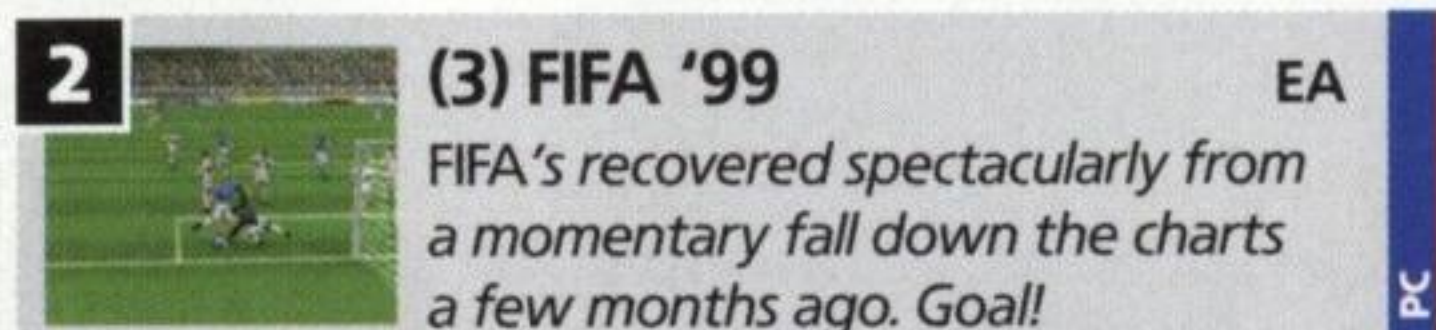 2
(3) FIFA ‘99 EA
FIFA’s recovered spectacularly from
a momentary fall down the charts
a few months ago. Goal!
PC